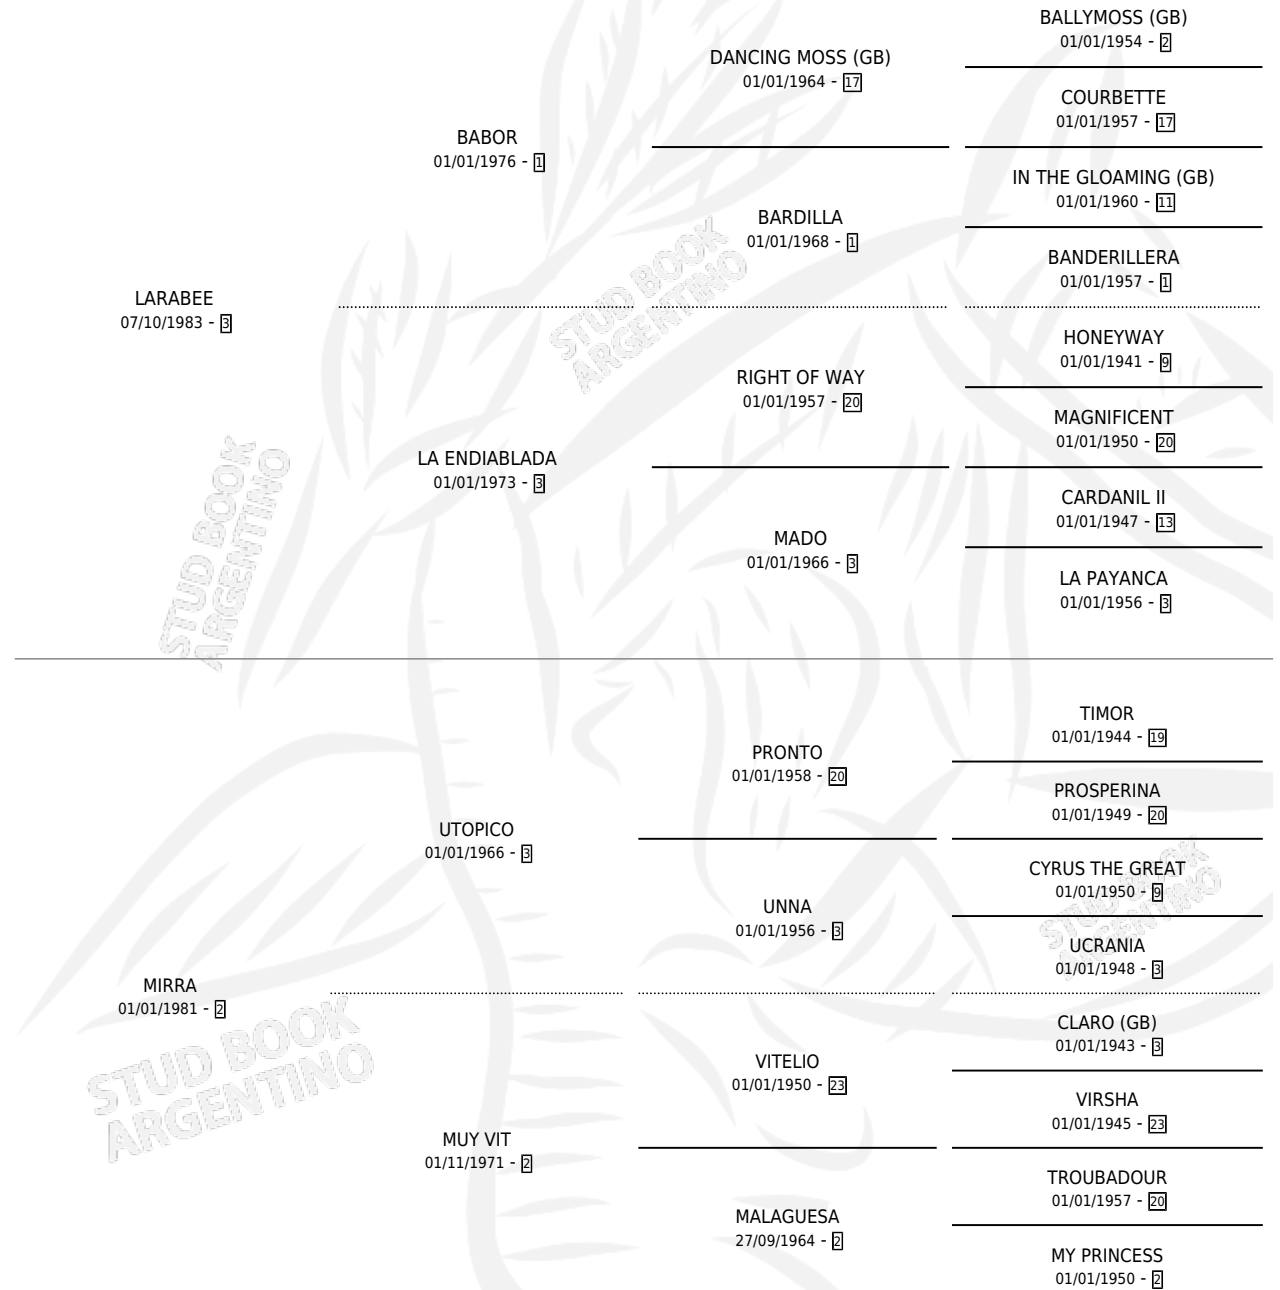 BALLYMOSS (GB)
01/01/1954 - 2
DANCING MOSS (GB)
01/01/1964 - 17
COURBETTE
01/01/1957 - 17
BABOR
01/01/1976 - 1
IN THE GLOAMING (GB)
01/01/1960 - 11
BARDILLA
01/01/1968 - 1
BANDERILLERA
01/01/1957 - 1
LARABEE
07/10/1983 - 3
HONEYWAY
01/01/1941 - 9
RIGHT OF WAY
01/01/1957 - 20
MAGNIFICENT
01/01/1950 - 20
LA ENDIABLADA
01/01/1973 - 3
CARDANIL II
01/01/1947 - 13
MADO
01/01/1966 - 3
LA PAYANCA
01/01/1956 - 3
STUD BOOK
ARGENTINO
STUD BOOK
ARGENTINO
TIMOR
01/01/1944 - 19
PRONTO
01/01/1958 - 20
PROSPERINA
01/01/1949 - 20
UTOPICO
01/01/1966 - 3
CYRUS THE GREAT
01/01/1950 - 9
UNNA
01/01/1956 - 3
UCRANIA
01/01/1948 - 3
MIRRA
01/01/1981 - 2
CLARO (GB)
01/01/1943 - 3
VITELIO
01/01/1950 - 23
VIRSHA
01/01/1945 - 23
MUY VIT
01/11/1971 - 2
TROUBADOUR
01/01/1957 - 20
MALAGUESA
27/09/1964 - 2
MY PRINCESS
01/01/1950 - 2
STUD BOOK
ARGENTINO
STUD BOOK
ARGENTINO